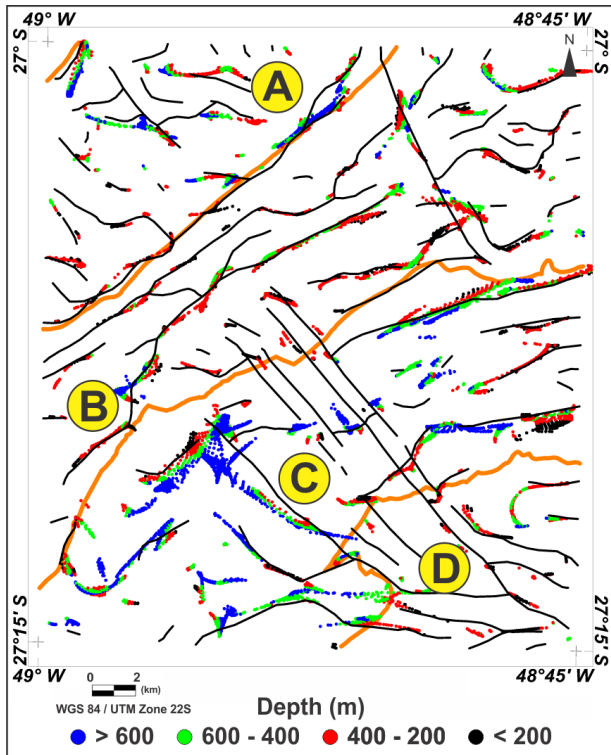 49° W
48°45' W
27° S
27° S
N
A
B
C
D
27°15' S
27°15' S
49° W
48°45' W
0 2
(km)
WGS 84 / UTM Zone 22S
Depth (m)
> 600
600 - 400
400 - 200
< 200